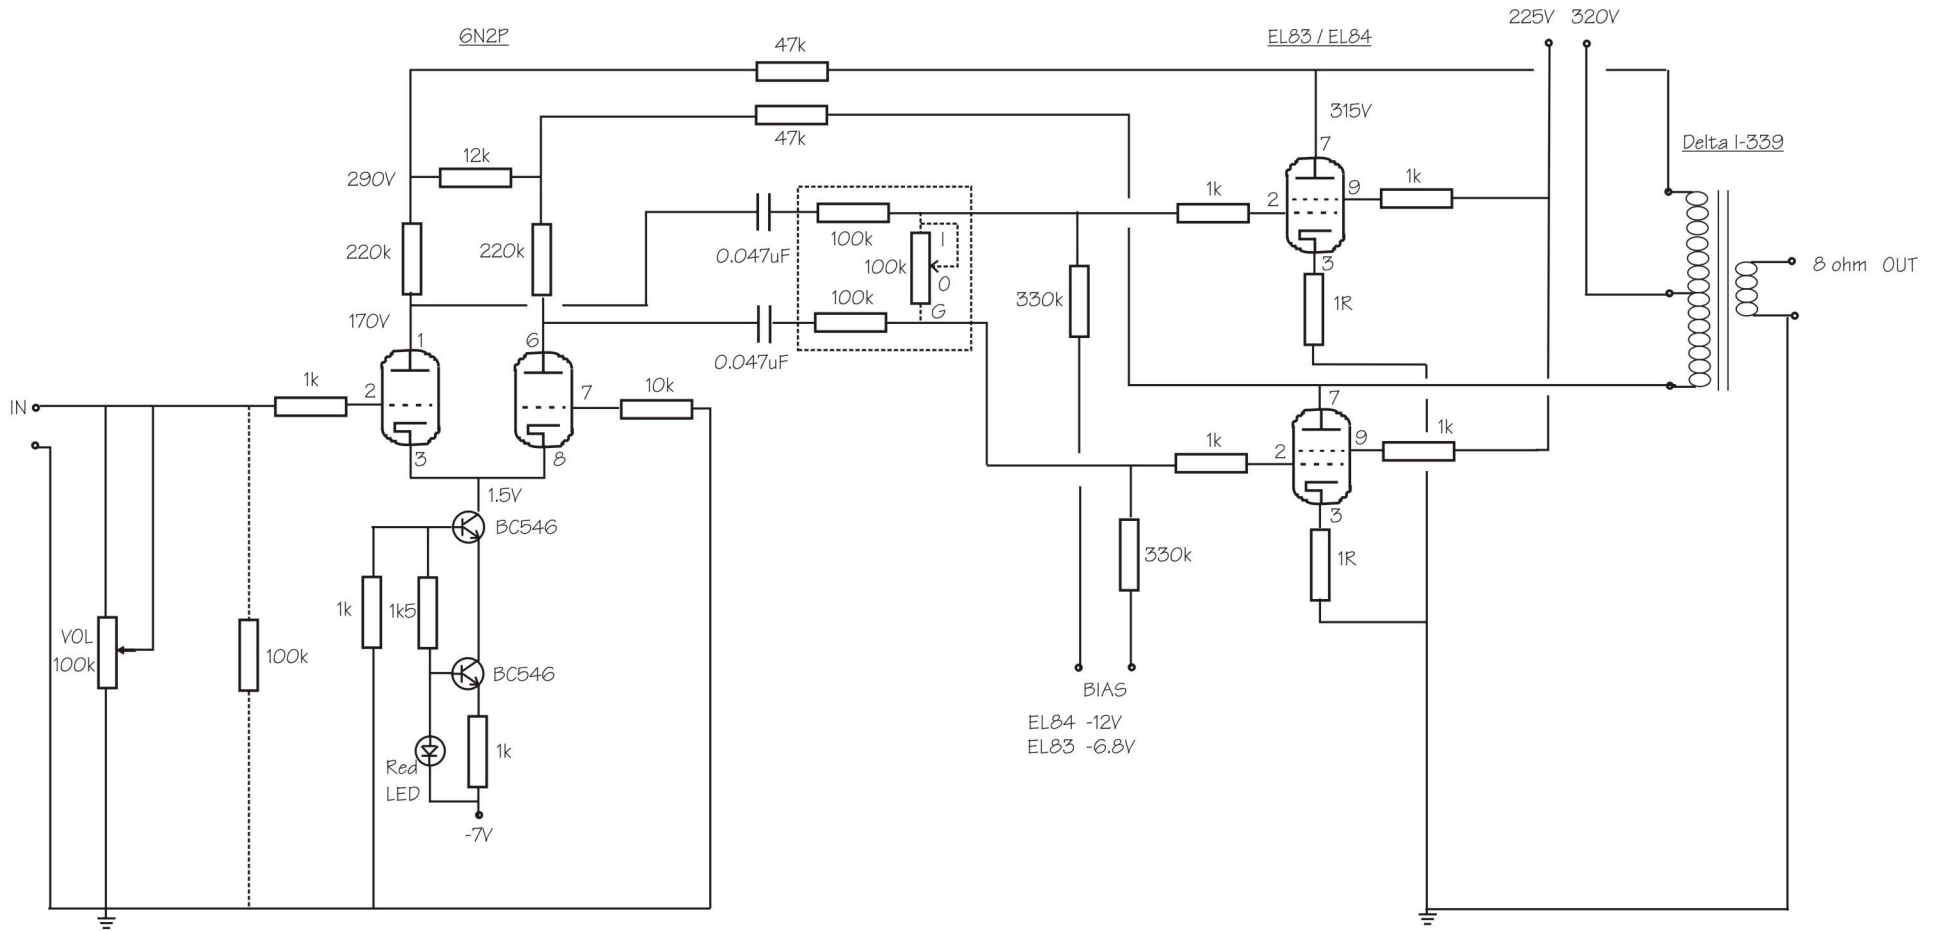 225V 320V
6N2P
47k
EL83 / EL84
47k
315V
7
Delta I-339
12k
290V
1k
2
9
1k
220k
220k
0.047uF
100k
I
100k
O
G
3
8 ohm OUT
100k
330k
1R
170V
1
6
0.047uF
7
1k
2
7
10k
IN
1k
2
9
1k
3
8
1.5V
3
BC546
330k
1R
1k
1k5
VOL
100k
100k
BC546
BIAS
EL84 -12V
EL83 -6.8V
1k
Red
LED
-7V